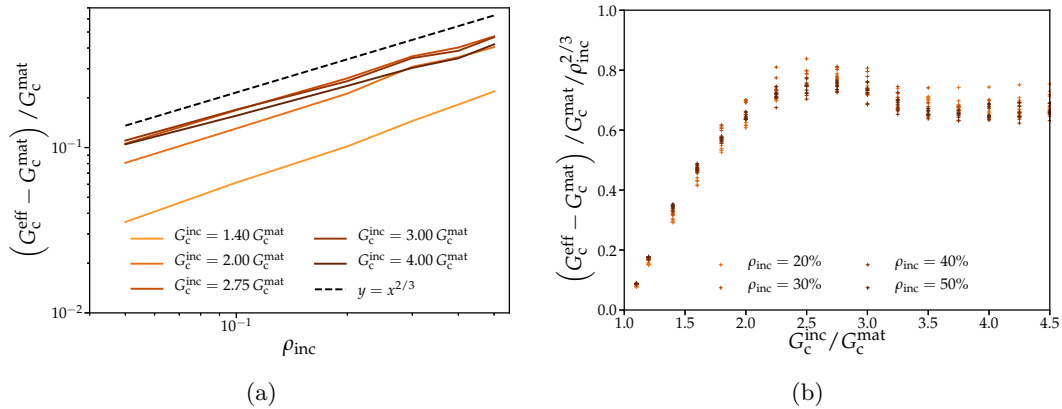 (a)
(G_c^eff − G_c^mat) / G_c^mat
10^−1
10^−2
G_c^inc = 1.40 G_c^mat
G_c^inc = 2.00 G_c^mat
G_c^inc = 2.75 G_c^mat
G_c^inc = 3.00 G_c^mat
G_c^inc = 4.00 G_c^mat
y = x^2/3
10^−1
ρ_inc
(a)
(b)
(G_c^eff − G_c^mat) / G_c^mat / ρ_inc^2/3
1.0
0.8
0.6
0.4
0.2
0.0
ρ_inc = 20%
ρ_inc = 30%
ρ_inc = 40%
ρ_inc = 50%
1.0 1.5 2.0 2.5 3.0 3.5 4.0 4.5
G_c^inc / G_c^mat
(b)